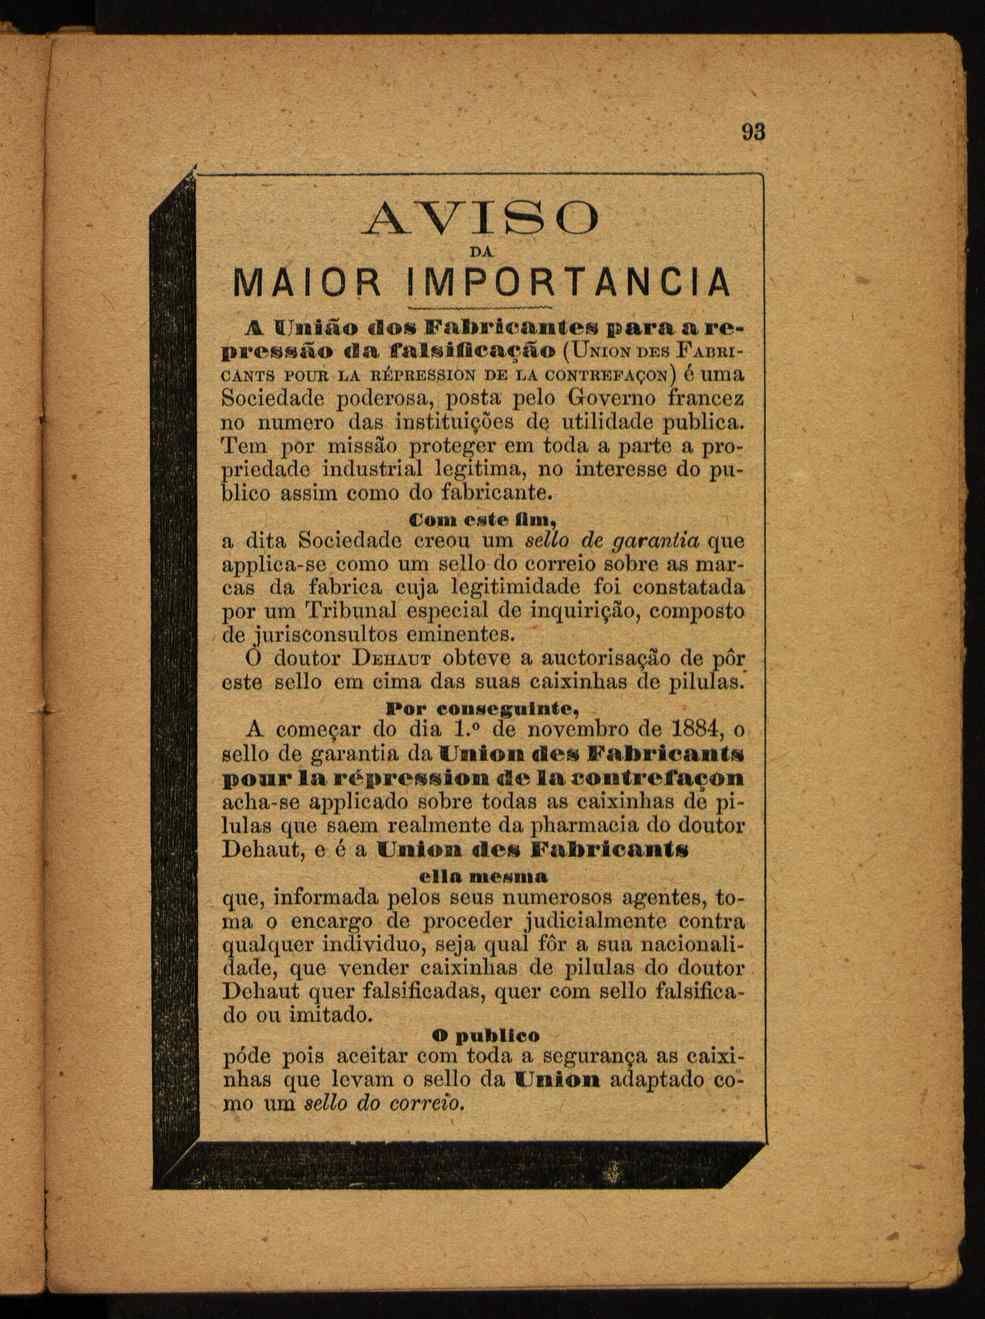 93
AVISO
DA
MAIOR IMPORTANCIA
A União dos Fabricantes para a re-
pressão da falsificação (Union des Fabri-
cants pour la répression de la contrefaçon) é uma
Sociedade poderosa, posta pelo Governo francez
no numero das instituições de utilidade publica.
Tem por missão proteger em toda a parte a pro-
priedade industrial legitima, no interesse do pu-
blico assim como do fabricante.
Com este fim,
a dita Sociedade creou um sello de garantia que
applica-se como um sello do correio sobre as mar-
cas da fabrica cuja legitimidade foi constatada
por um Tribunal especial de inquirição, composto
de jurisconsultos eminentes.
O doutor Dehaut obteve a auctorisação de pôr
este sello em cima das suas caixinhas de pilulas.
Por conseguinte,
A começar do dia 1.º de novembro de 1884, o
sello de garantia da Union des Fabricants
pour la répression de la contrefaçon
acha-se applicado sobre todas as caixinhas de pi-
lulas que saem realmente da pharmacia do doutor
Dehaut, e é a Union des Fabricants
ella mesma
que, informada pelos seus numerosos agentes, to-
ma o encargo de proceder judicialmente contra
qualquer individuo, seja qual fôr a sua nacionali-
dade, que vender caixinhas de pilulas do doutor
Dehaut quer falsificadas, quer com sello falsifica-
do ou imitado.
O publico
póde pois aceitar com toda a segurança as caixi-
nhas que levam o sello da Union adaptado co-
mo um sello do correio.